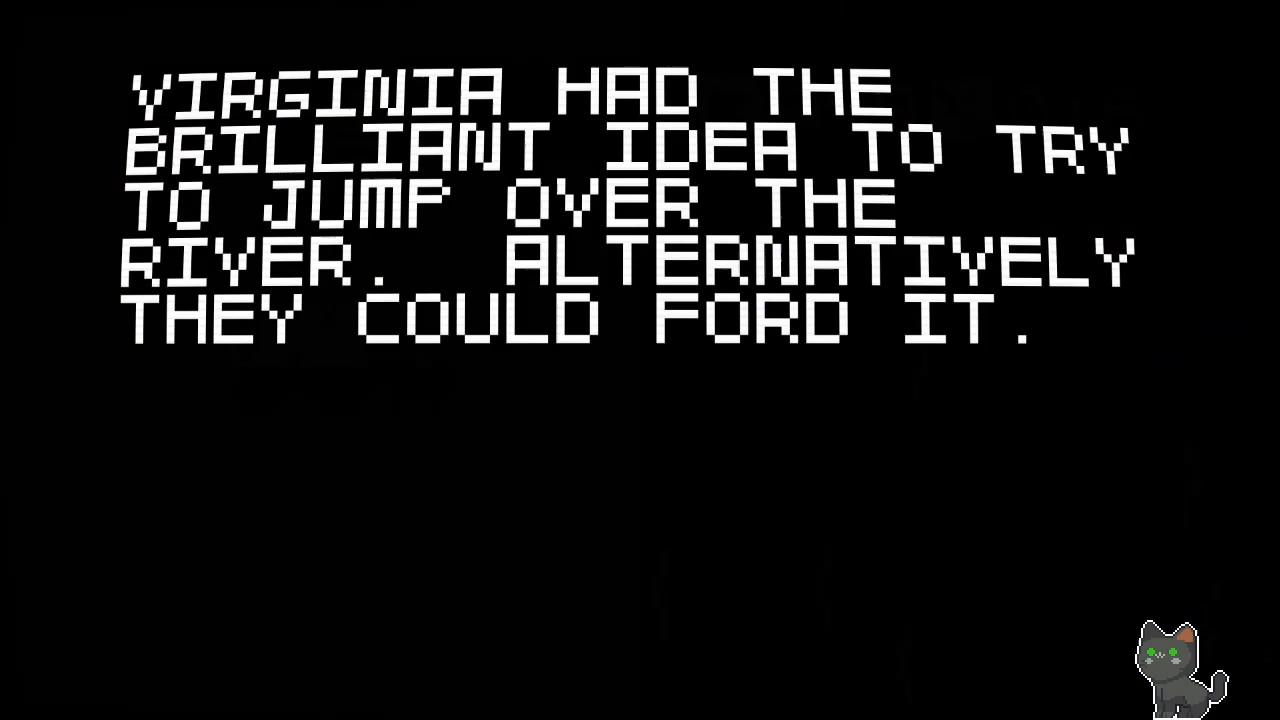 VIRGINIA HAD THE
BRILLIANT IDEA TO TRY
TO JUMP OVER THE
RIVER.  ALTERNATIVELY
THEY COULD FORD IT.